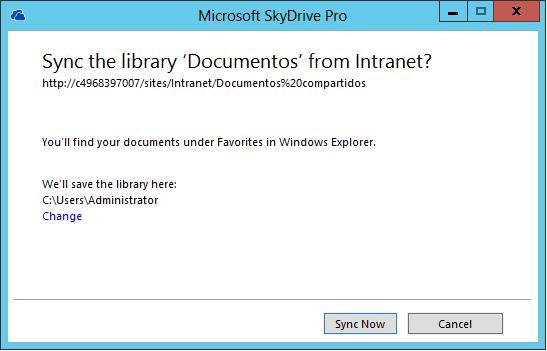 Microsoft SkyDrive Pro
Sync the library ‘Documentos’ from Intranet?
http://c4968397007/sites/Intranet/Documentos%20compartidos
You’ll find your documents under Favorites in Windows Explorer.
We’ll save the library here:
C:\Users\Administrator
Change
Sync Now
Cancel